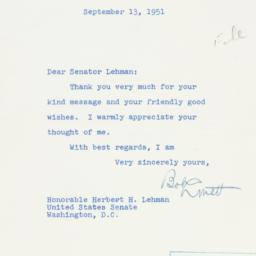 September 13, 1951
File
Dear Senator Lehman:
Thank you very much for your
kind message and your friendly good
wishes. I warmly appreciate your
thought of me.
With best regards, I am
Very sincerely yours,
Bob
Honorable Herbert H. Lehman
United States Senate
Washington, D.C.